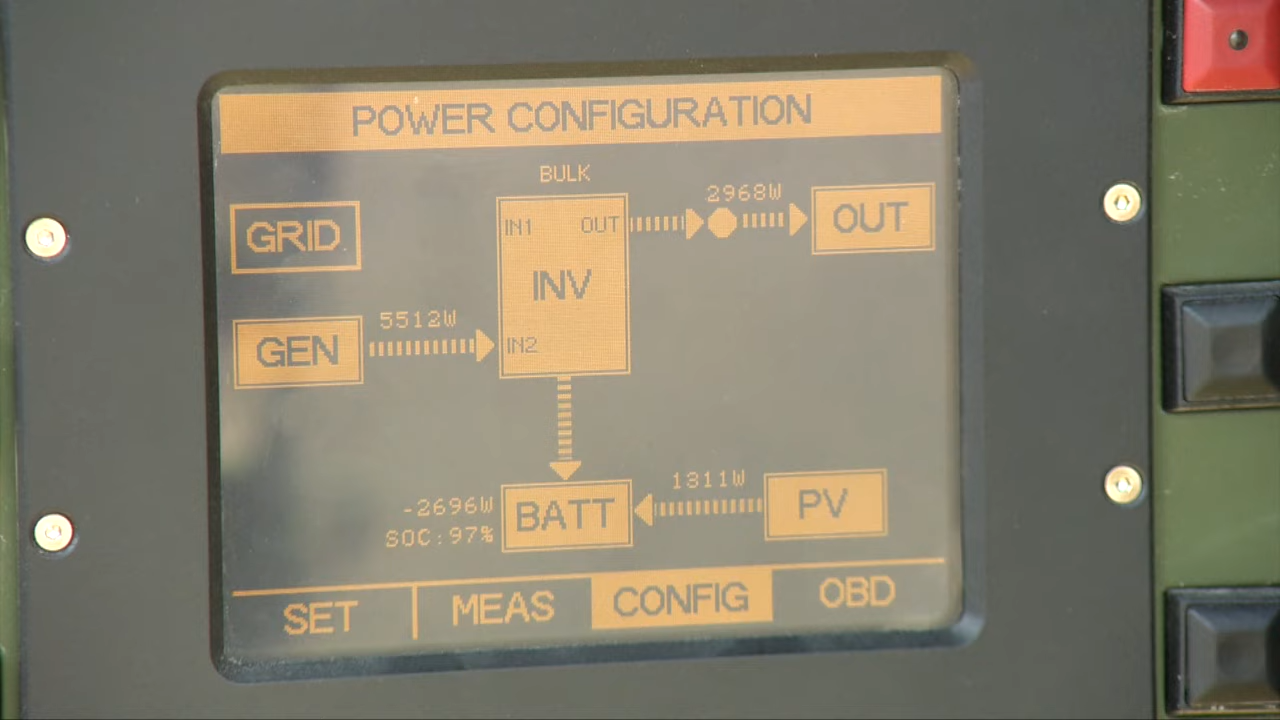 POWER CONFIGURATION
BULK
GRID
IN1 OUT
2968W
OUT
INV
GEN
5512W
IN2
-2696W
SOC:97%
BATT
1311W
PV
SET MEAS CONFIG OBD